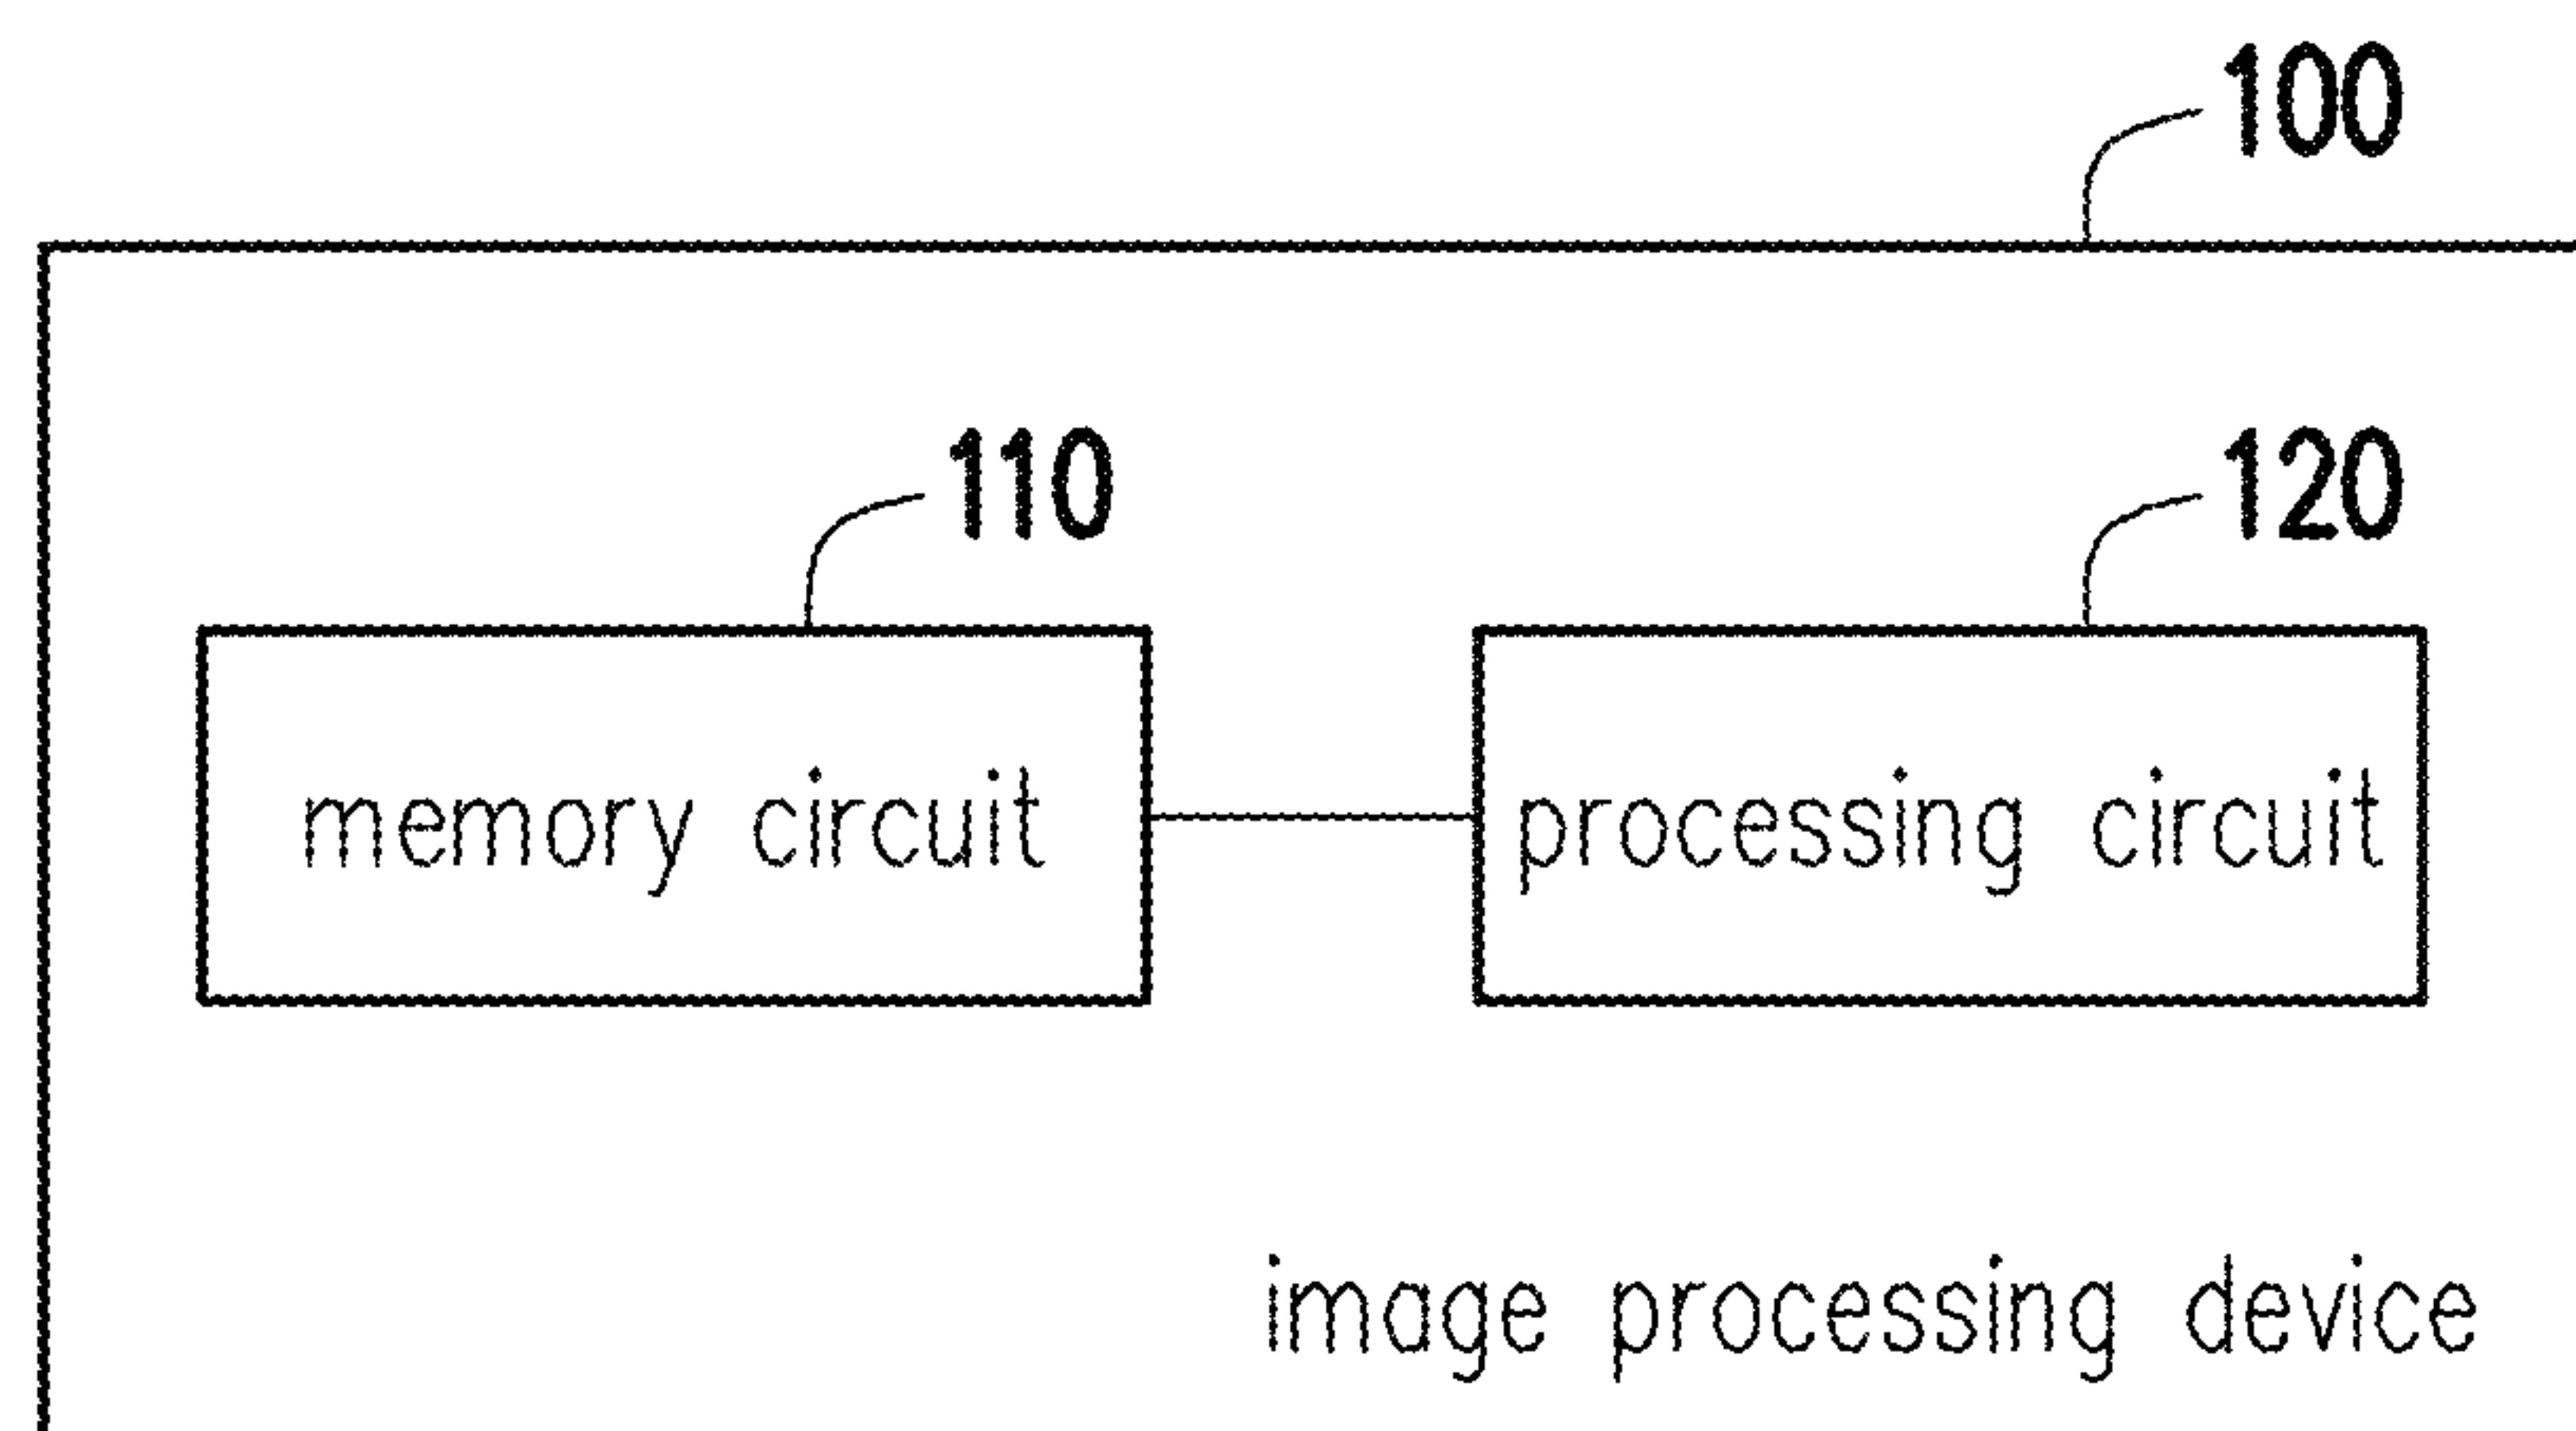 100
110
120
memory circuit
processing circuit
image processing device